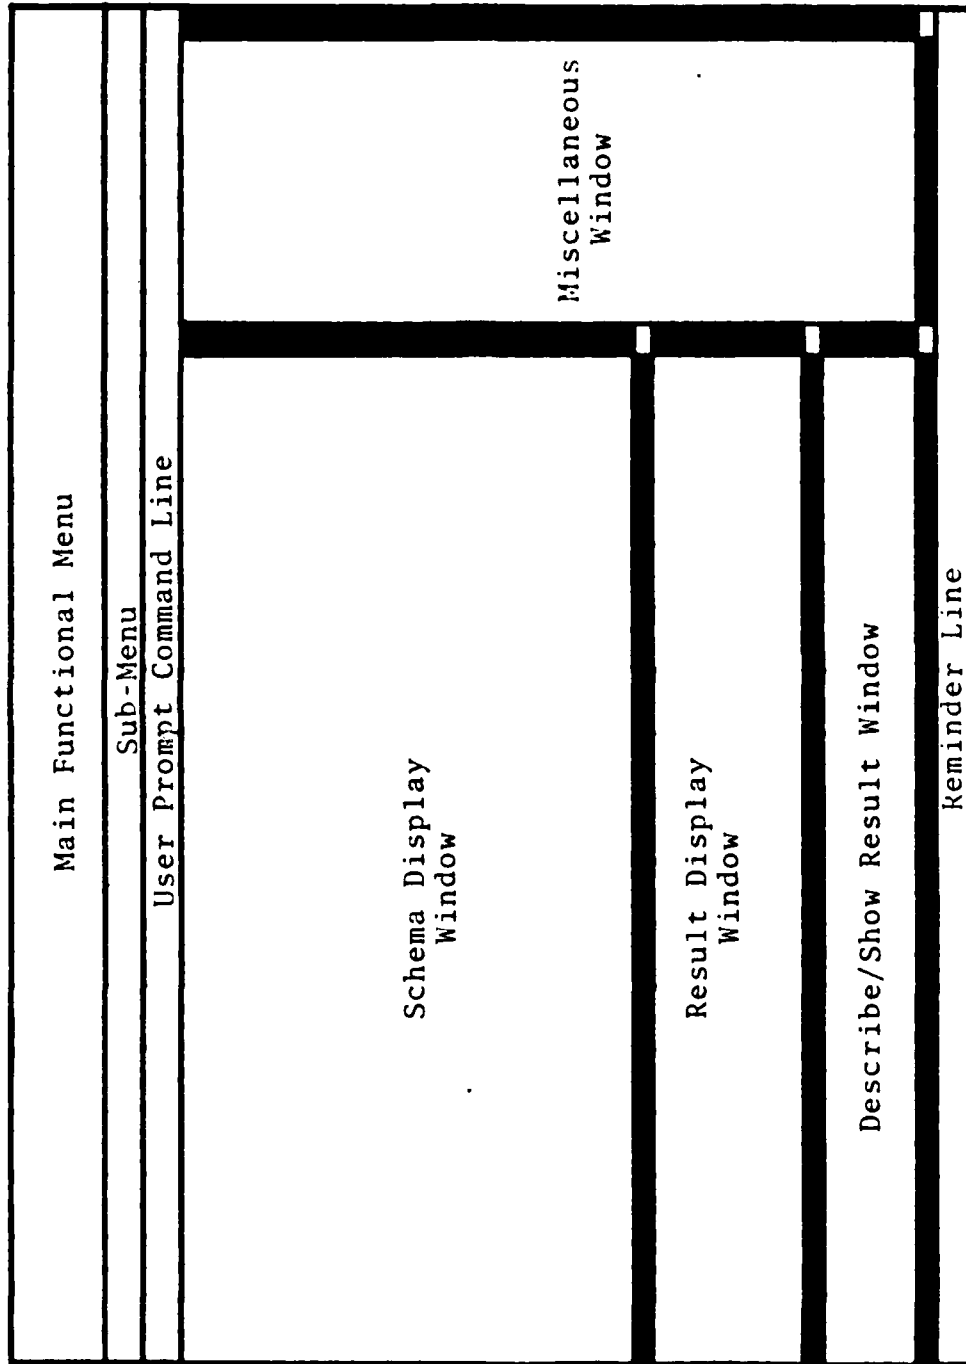 Main Functional Menu
Sub-Menu
User Prompt Command Line
Schema Display
Window
Miscellaneous
Window
Result Display
Window
Describe/Show Result Window
Reminder Line